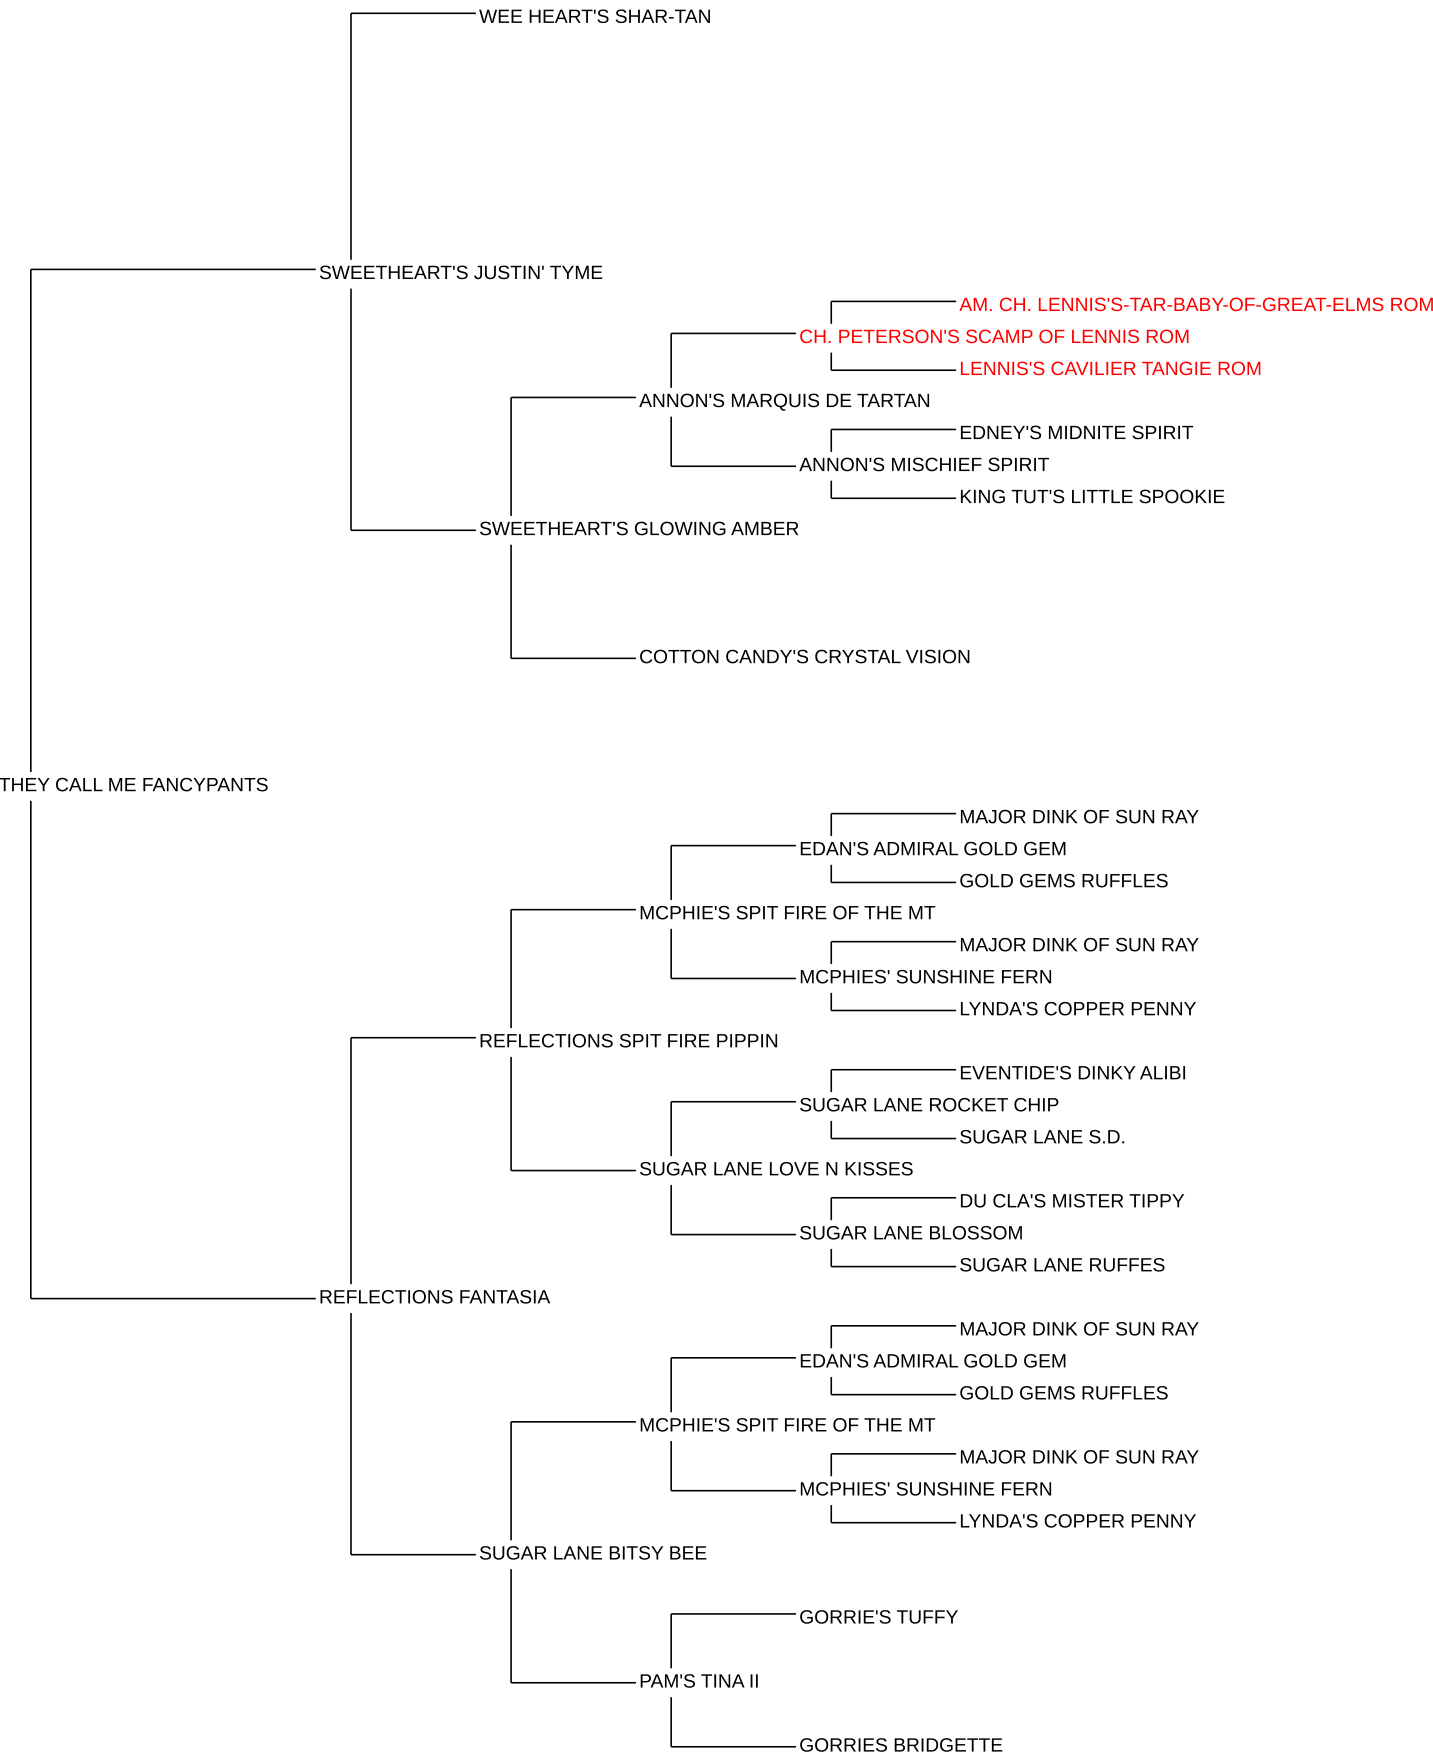 WEE HEART'S SHAR-TAN
SWEETHEART'S JUSTIN' TYME
AM. CH. LENNIS'S-TAR-BABY-OF-GREAT-ELMS ROM
CH. PETERSON'S SCAMP OF LENNIS ROM
LENNIS'S CAVILIER TANGIE ROM
ANNON'S MARQUIS DE TARTAN
EDNEY'S MIDNITE SPIRIT
ANNON'S MISCHIEF SPIRIT
KING TUT'S LITTLE SPOOKIE
SWEETHEART'S GLOWING AMBER
COTTON CANDY'S CRYSTAL VISION
THEY CALL ME FANCYPANTS
MAJOR DINK OF SUN RAY
EDAN'S ADMIRAL GOLD GEM
GOLD GEMS RUFFLES
MCPHIE'S SPIT FIRE OF THE MT
MAJOR DINK OF SUN RAY
MCPHIES' SUNSHINE FERN
LYNDA'S COPPER PENNY
REFLECTIONS SPIT FIRE PIPPIN
EVENTIDE'S DINKY ALIBI
SUGAR LANE ROCKET CHIP
SUGAR LANE S.D.
SUGAR LANE LOVE N KISSES
DU CLA'S MISTER TIPPY
SUGAR LANE BLOSSOM
SUGAR LANE RUFFES
REFLECTIONS FANTASIA
MAJOR DINK OF SUN RAY
EDAN'S ADMIRAL GOLD GEM
GOLD GEMS RUFFLES
MCPHIE'S SPIT FIRE OF THE MT
MAJOR DINK OF SUN RAY
MCPHIES' SUNSHINE FERN
LYNDA'S COPPER PENNY
SUGAR LANE BITSY BEE
GORRIE'S TUFFY
PAM'S TINA II
GORRIES BRIDGETTE